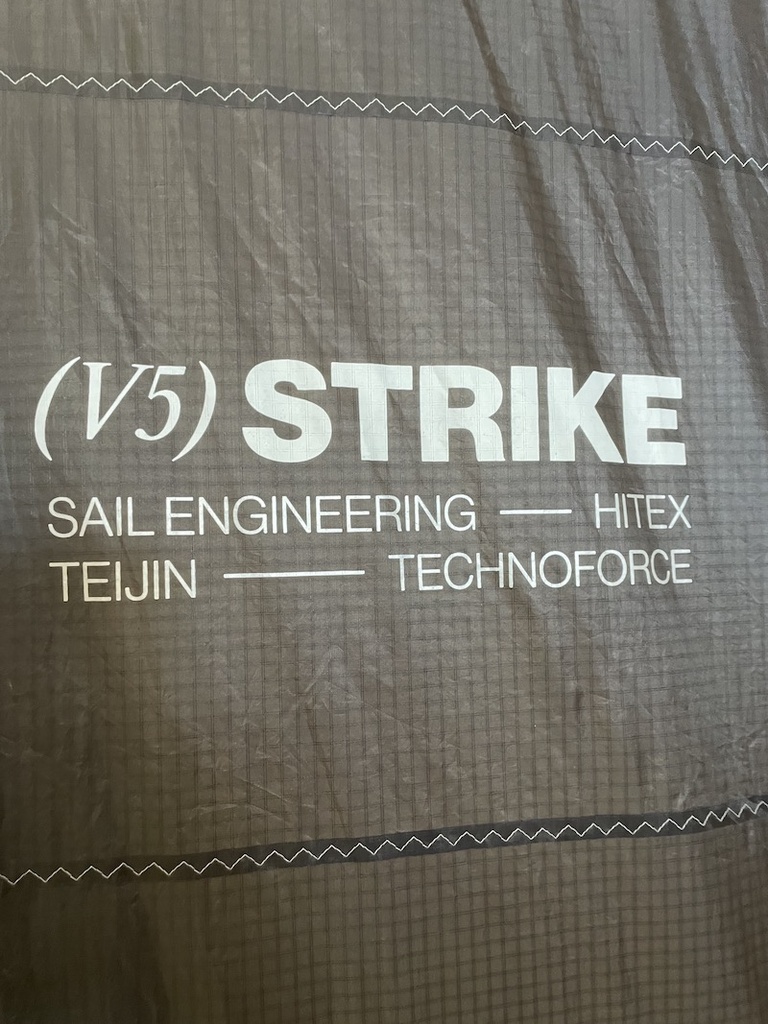 (V5) STRIKE
SAIL ENGINEERING — HITEX
TEIJIN — TECHNOFORCE